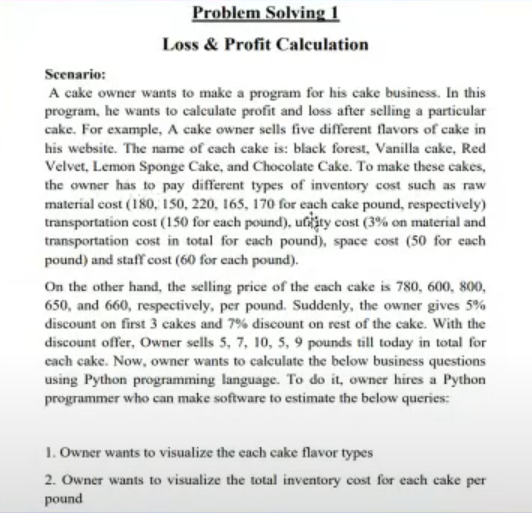 Problem Solving 1
Loss & Profit Calculation
Scenario:
A cake owner wants to make a program for his cake business. In this
program, he wants to calculate profit and loss after selling a particular
cake. For example, A cake owner sells five different flavors of cake in
his website. The name of each cake is: black forest, Vanilla cake, Red
Velvet, Lemon Sponge Cake, and Chocolate Cake. To make these cakes,
the owner has to pay different types of inventory cost such as raw
material cost (180, 150, 220, 165, 170 for each cake pound, respectively)
transportation cost (150 for each pound), utility cost (3% on material and
transportation cost in total for each pound), space cost (50 for each
pound) and staff cost (60 for each pound).
On the other hand, the selling price of the each cake is 780, 600, 800,
650, and 660, respectively, per pound. Suddenly, the owner gives 5%
discount on first 3 cakes and 7% discount on rest of the cake. With the
discount offer, Owner sells 5, 7, 10, 5, 9 pounds till today in total for
each cake. Now, owner wants to calculate the below business questions
using Python programming language. To do it, owner hires a Python
programmer who can make software to estimate the below queries:
1. Owner wants to visualize the each cake flavor types
2. Owner wants to visualize the total inventory cost for each cake per
pound